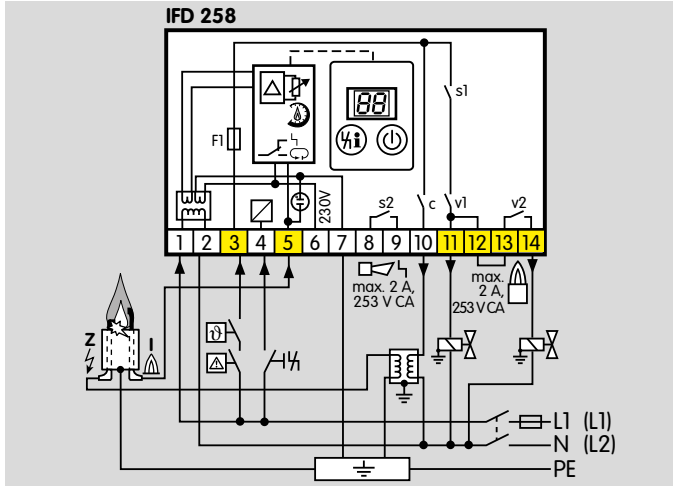 IFD 258
88
s1
F1
i
230V
s2
c
v1
v2
1 2 3 4 5 6 7 8 9 10 11 12 13 14
max. 2 A,
253 V CA
max.
2 A,
253 V CA
ϑ
Z
I
L1 (L1)
N (L2)
PE